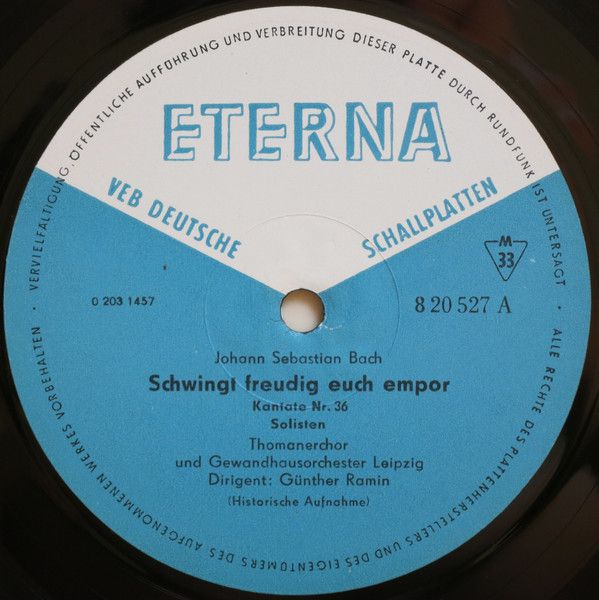 ALLE RECHTE DES PLATTENHERSTELLERS UND DES EIGENTÜMERS DES AUFGENOMMENEN WERKES VORBEHALTEN · VERVIELFÄLTIGUNG, ÖFFENTLICHE AUFFÜHRUNG UND VERBREITUNG DIESER PLATTE DURCH RUNDFUNK IST UNTERSAGT ·
ETERNA
VEB DEUTSCHE SCHALLPLATTEN
M
33
0 203 1457
8 20 527 A
Johann Sebastian Bach
Schwingt freudig euch empor
Kantate Nr. 36
Solisten
Thomanerchor
und Gewandhausorchester Leipzig
Dirigent: Günther Ramin
(Historische Aufnahme)